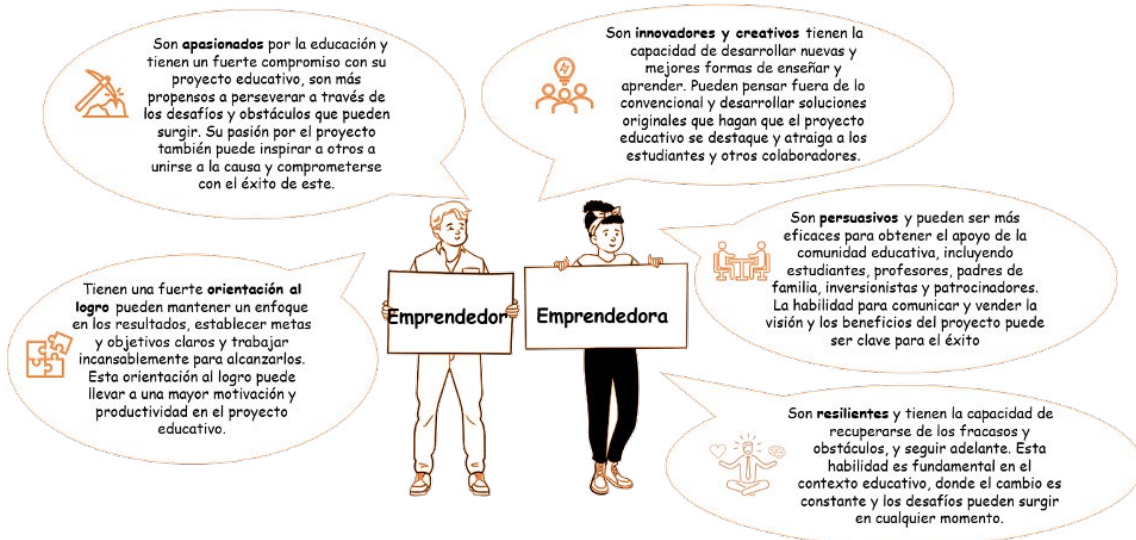 Son apasionados por la educación y
tienen un fuerte compromiso con su
proyecto educativo, son más
propensos a perseverar a través de
los desafíos y obstáculos que pueden
surgir. Su pasión por el proyecto
también puede inspirar a otros a
unirse a la causa y comprometerse
con el éxito de este.
Son innovadores y creativos tienen la
capacidad de desarrollar nuevas y
mejores formas de enseñar y
aprender. Pueden pensar fuera de lo
convencional y desarrollar soluciones
originales que hagan que el proyecto
educativo se destaque y atraiga a los
estudiantes y otros colaboradores.
Tienen una fuerte orientación al
logro pueden mantener un enfoque
en los resultados, establecer metas
y objetivos claros y trabajar
incansablemente para alcanzarlos.
Esta orientación al logro puede
llevar a una mayor motivación y
productividad en el proyecto
educativo.
Emprendedor
Emprendedora
Son persuasivos y pueden ser más
eficaces para obtener el apoyo de la
comunidad educativa, incluyendo
estudiantes, profesores, padres de
familia, inversionistas y patrocinadores.
La habilidad para comunicar y vender la
visión y los beneficios del proyecto puede
ser clave para el éxito
Son resilientes y tienen la capacidad de
recuperarse de los fracasos y
obstáculos, y seguir adelante. Esta
habilidad es fundamental en el
contexto educativo, donde el cambio es
constante y los desafíos pueden surgir
en cualquier momento.